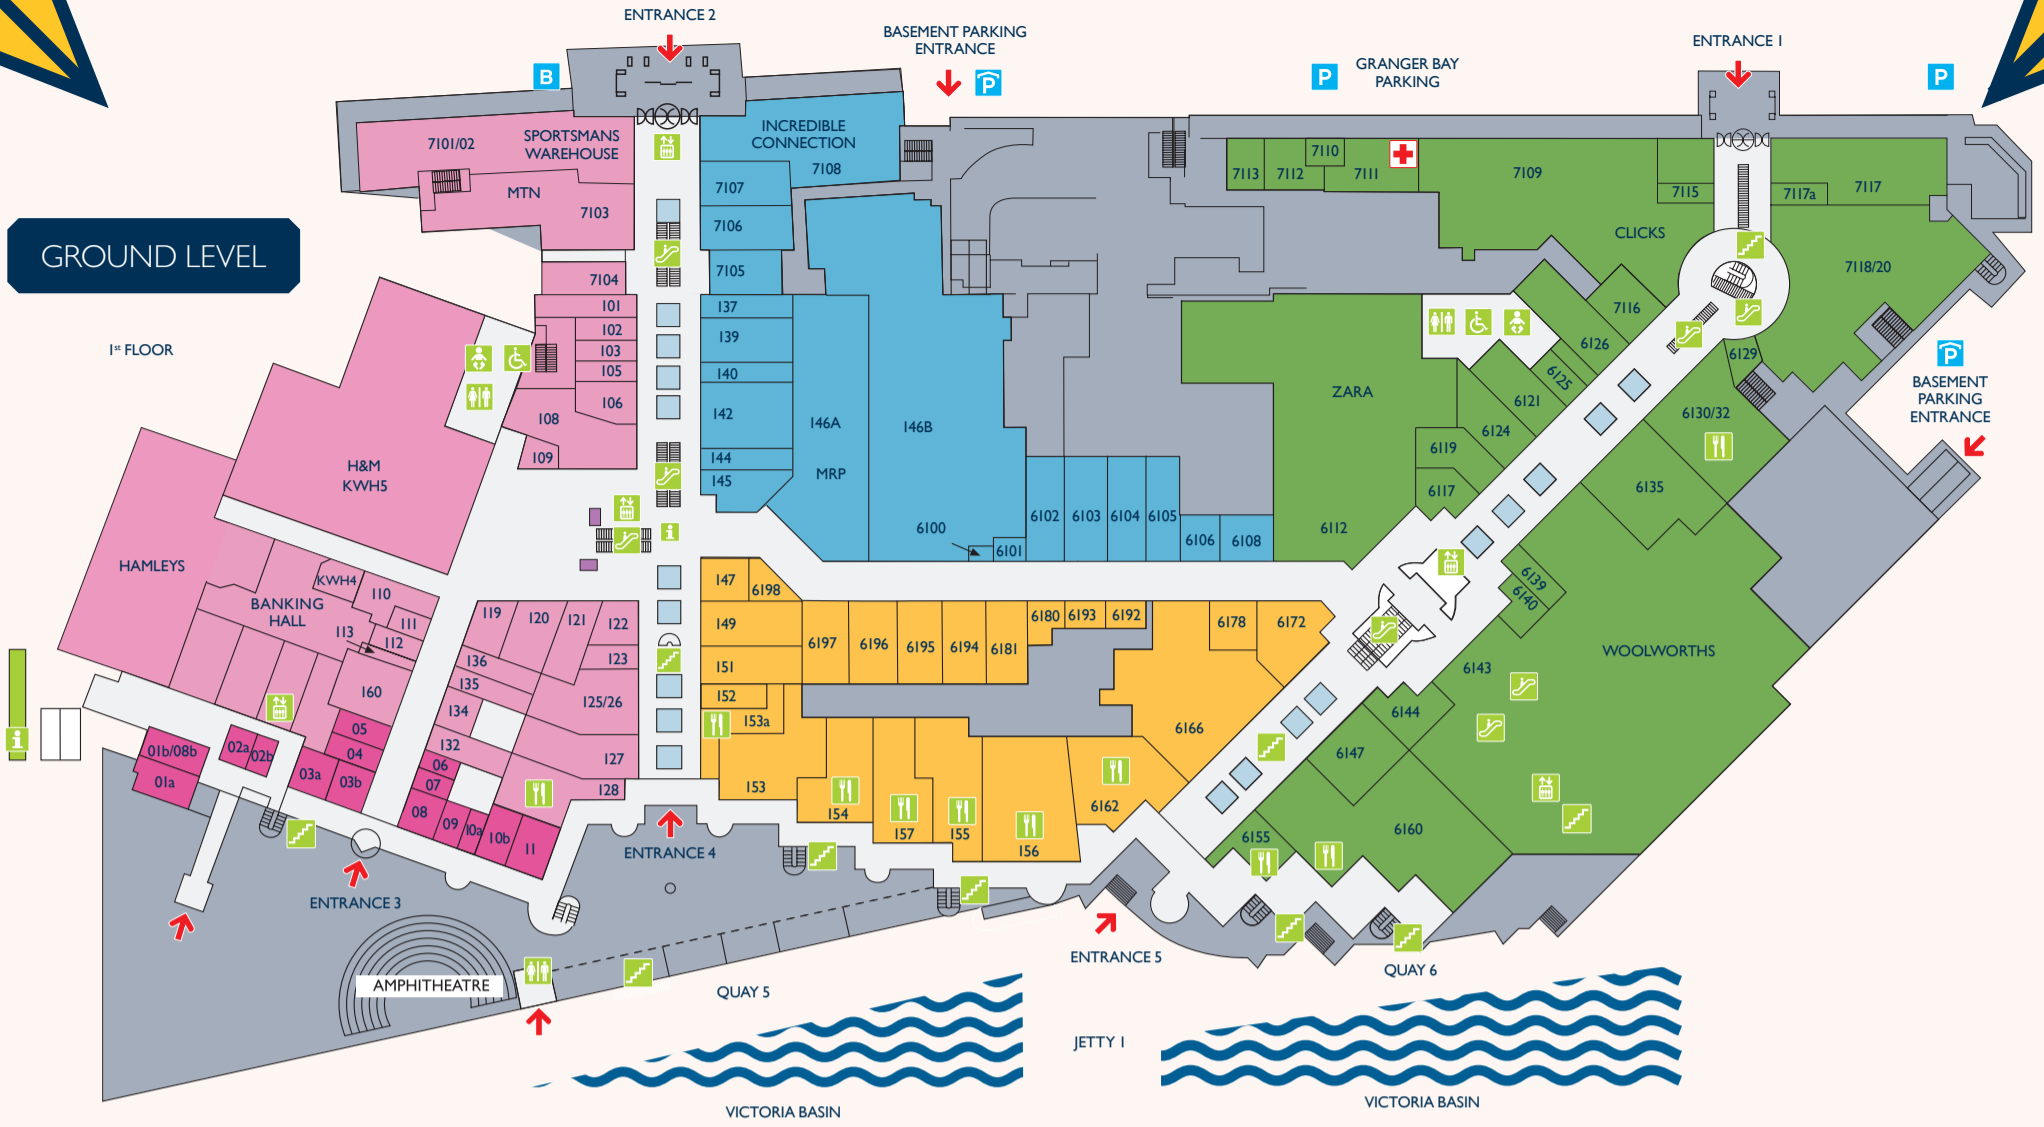 ENTRANCE 2
BASEMENT PARKING
ENTRANCE
GRANGER BAY
PARKING
ENTRANCE 1
B
P
P
P
SPORTSMANS
WAREHOUSE
7101/02
MTN
7103
INCREDIBLE
CONNECTION
7108
7107
7106
7105
7104
GROUND LEVEL
1st FLOOR
7113
7112
7110
7111
7109
7115
7117a
7117
CLICKS
7118/20
7116
6126
6125
6121
6124
6119
6117
6129
6130/32
6135
P
BASEMENT
PARKING
ENTRANCE
101
102
103
105
106
108
109
137
139
140
142
144
145
146A
MRP
146B
6100
6101
6102
6103
6104
6105
6106
6108
ZARA
6112
H&M
KWH5
HAMLEYS
KWH4
BANKING
HALL
110
111
112
113
160
119
120
121
122
123
125/26
127
128
136
135
134
132
i
i
147
6198
149
151
152
153a
153
6197
6196
6195
6194
6181
6180
6193
6192
6178
6172
6166
6162
154
157
155
156
6139
6140
6143
WOOLWORTHS
6144
6147
6160
6155
01b/08b
01a
02a
02b
03a
03b
04
05
06
07
08
09
10a
10b
11
ENTRANCE 3
ENTRANCE 4
ENTRANCE 5
AMPHITHEATRE
QUAY 5
QUAY 6
JETTY 1
VICTORIA BASIN
VICTORIA BASIN